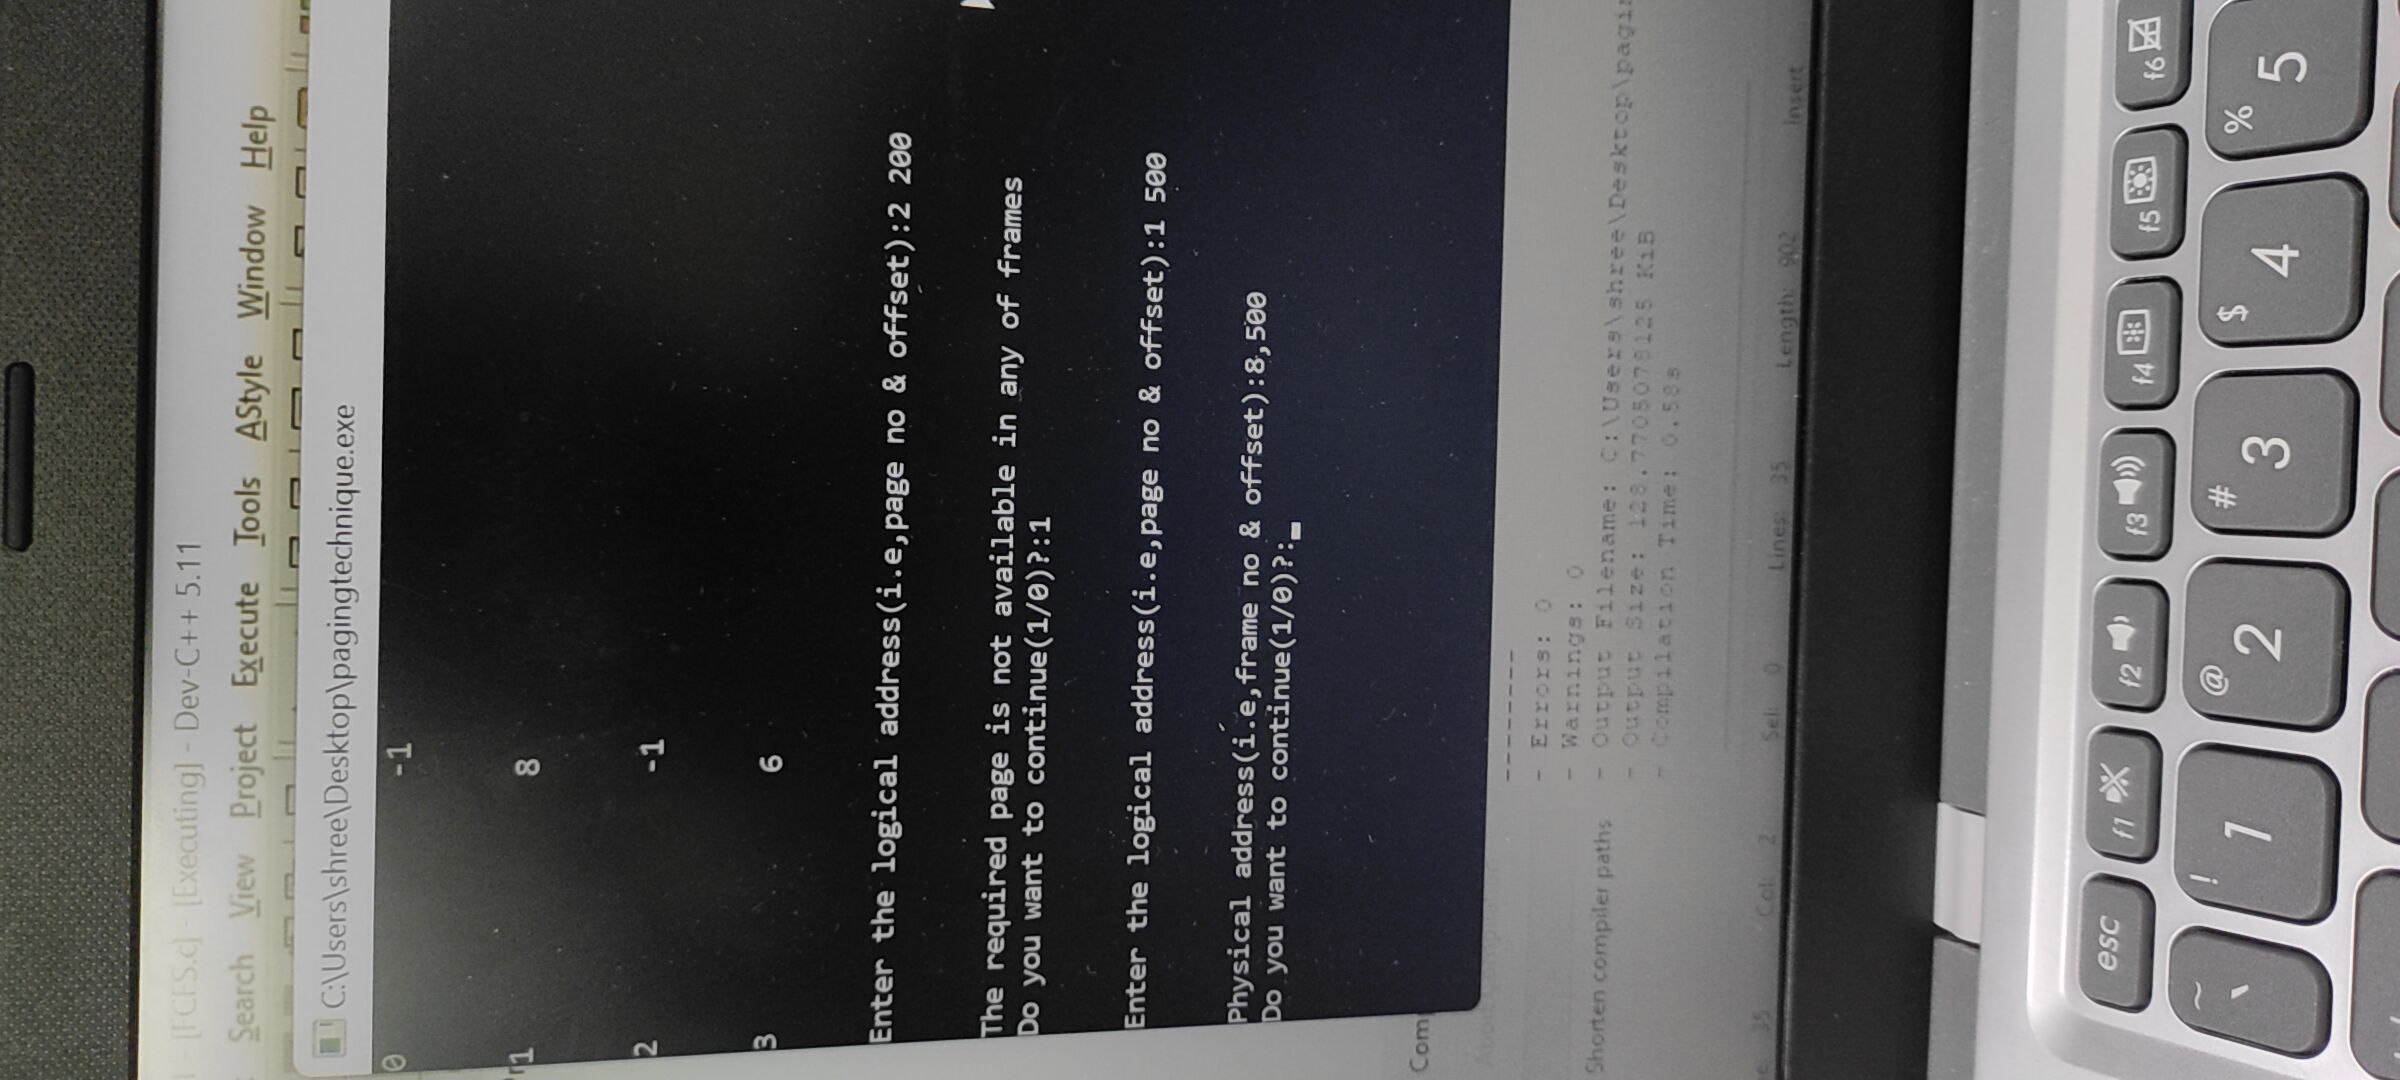 - [FCFS.c] - [Executing] - Dev-C++ 5.11
Search View Project Execute Tools AStyle Window Help
C:\Users\shree\Desktop\pagingtechnique.exe
0 -1
1 8
2 -1
3 6
Enter the logical address(i.e,page no & offset):2 200
The required page is not available in any of frames
Do you want to continue(1/0)?:1
Enter the logical address(i.e,page no & offset):1 500
Physical address(i.e,frame no & offset):8,500
Do you want to continue(1/0)?:
Com
Abort Compilation
--------
- Errors: 0
- Warnings: 0
Shorten compiler paths
- Output Filename: C:\Users\shree\Desktop\pagi
- Output Size: 128.7705078125 KiB
- Compilation Time: 0.58s
35 Col: 2 Sel: 0 Lines: 35 Length: 902 Insert
esc f1 f2 f3 f4 f5 f6
~ ` ! 1 @ 2 # 3 $ 4 % 5